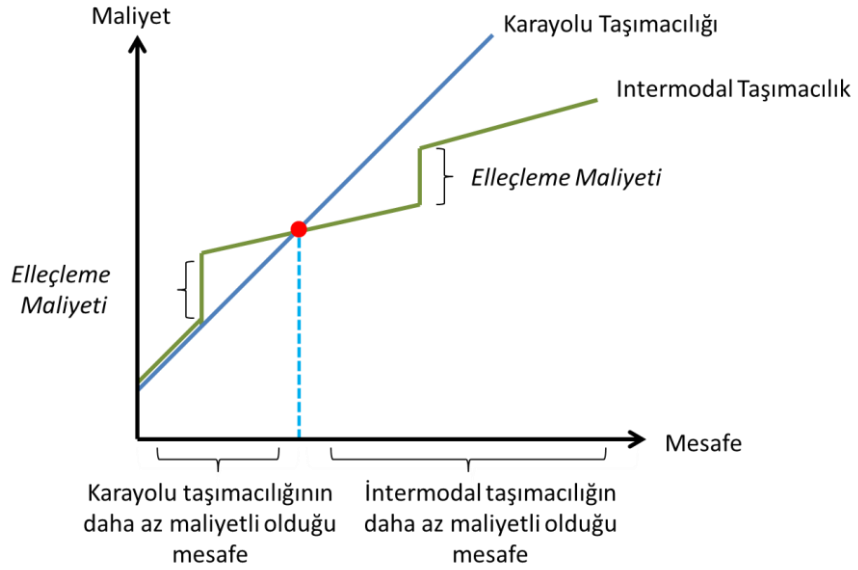 Maliyet
Karayolu Taşımacılığı
Intermodal Taşımacılık
Elleçleme Maliyeti
Elleçleme
Maliyeti
Mesafe
Karayolu taşımacılığının
daha az maliyetli olduğu
mesafe
İntermodal taşımacılığın
daha az maliyetli olduğu
mesafe